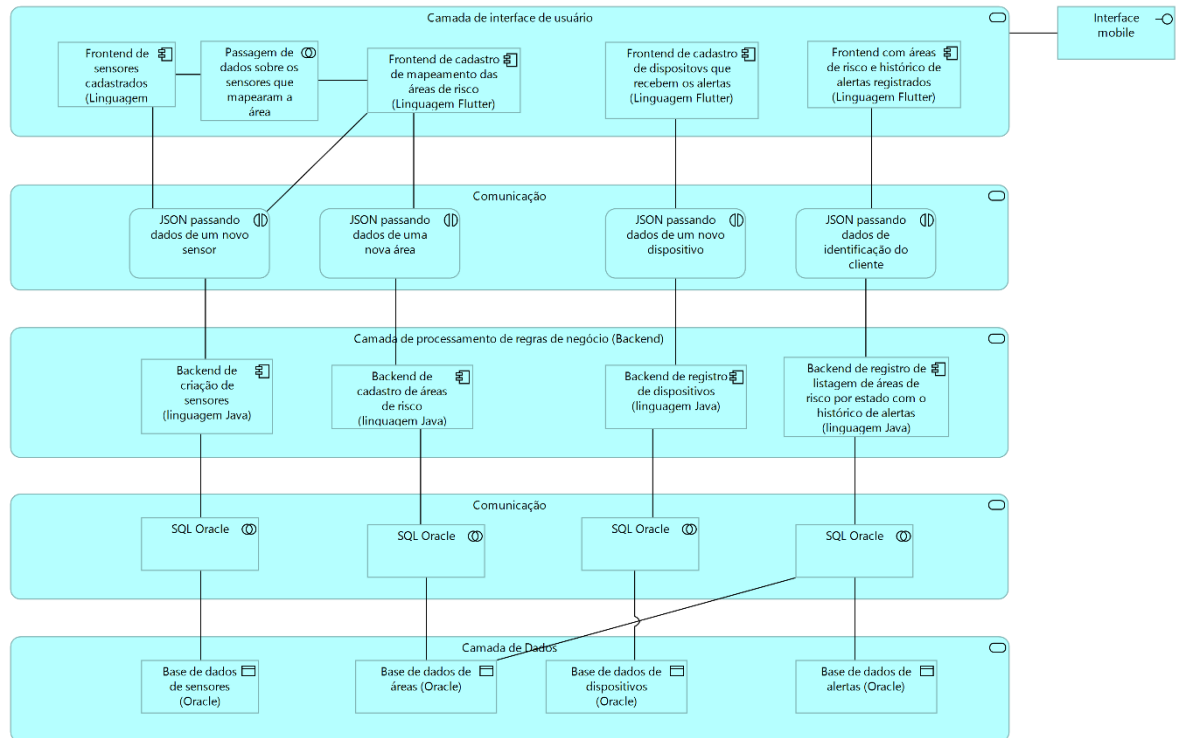 Camada de interface de usuário
Interface
mobile
Frontend de
sensores
cadastrados
(Linguagem
Passagem de
dados sobre os
sensores que
mapearam a
área
Frontend de cadastro
de mapeamento das
áreas de risco
(Linguagem Flutter)
Frontend de cadastro
de dispositovs que
recebem os alertas
(Linguagem Flutter)
Frontend com áreas
de risco e histórico de
alertas registrados
(Linguagem Flutter)
Comunicação
JSON passando
dados de um novo
sensor
JSON passando
dados de uma
nova área
JSON passando
dados de um novo
dispositivo
JSON passando
dados de
identificação do
cliente
Camada de processamento de regras de negócio (Backend)
Backend de
criação de
sensores
(linguagem Java)
Backend de
cadastro de áreas
de risco
(linguagem Java)
Backend de registro
de dispositivos
(linguagem Java)
Backend de registro de
listagem de áreas de
risco por estado com o
histórico de alertas
(linguagem Java)
Comunicação
SQL Oracle
SQL Oracle
SQL Oracle
SQL Oracle
Camada de Dados
Base de dados
de sensores
(Oracle)
Base de dados de
áreas (Oracle)
Base de dados de
dispositivos
(Oracle)
Base de dados de
alertas (Oracle)